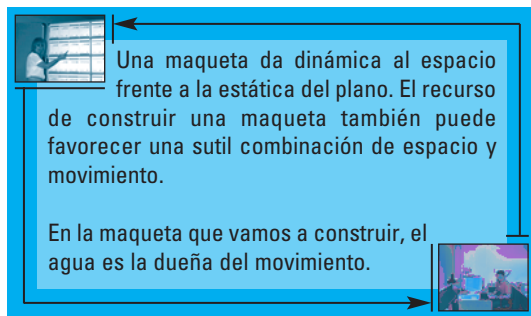 Una maqueta da dinámica al espacio
frente a la estática del plano. El recurso
de construir una maqueta también puede
favorecer una sutil combinación de espacio y
movimiento.
En la maqueta que vamos a construir, el
agua es la dueña del movimiento.